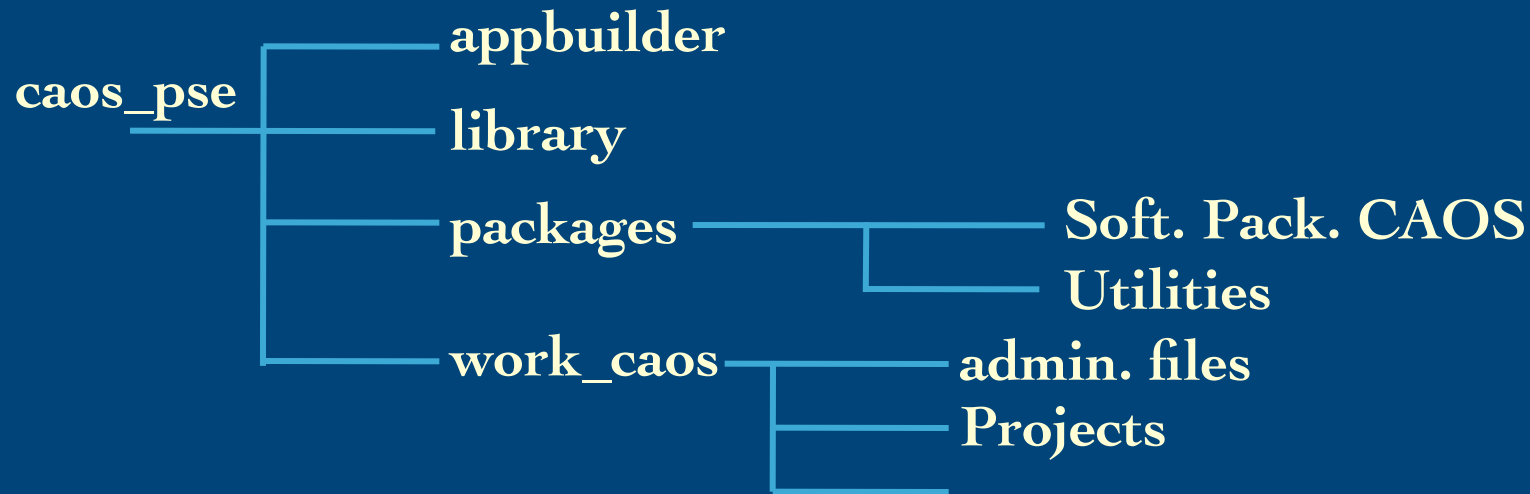 appbuilder
caos_pse
library
packages
Soft. Pack. CAOS
Utilities
work_caos
admin. files
Projects